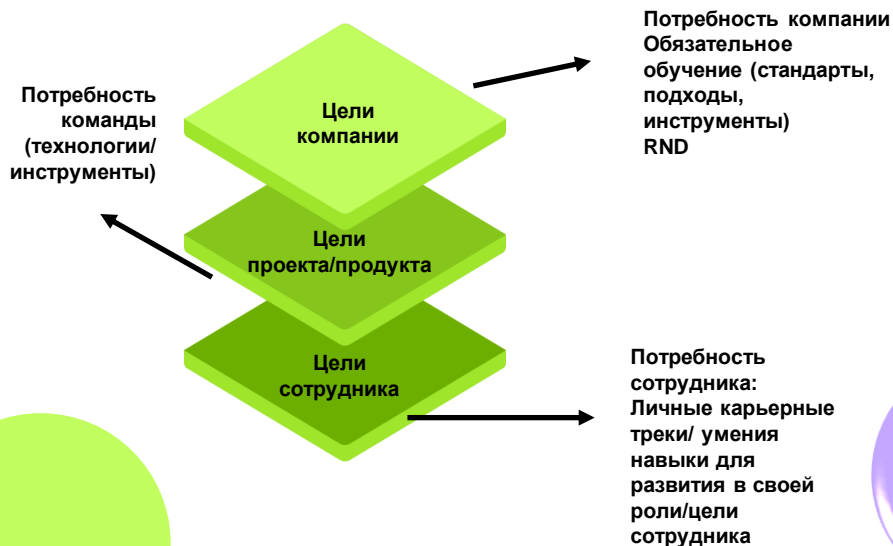 Потребность компании
Обязательное
обучение (стандарты,
подходы,
инструменты)
RND
Потребность
команды
(технологии/
инструменты)
Цели
компании
Цели
проекта/продукта
Цели
сотрудника
Потребность
сотрудника:
Личные карьерные
треки/ умения
навыки для
развития в своей
роли/цели
сотрудника